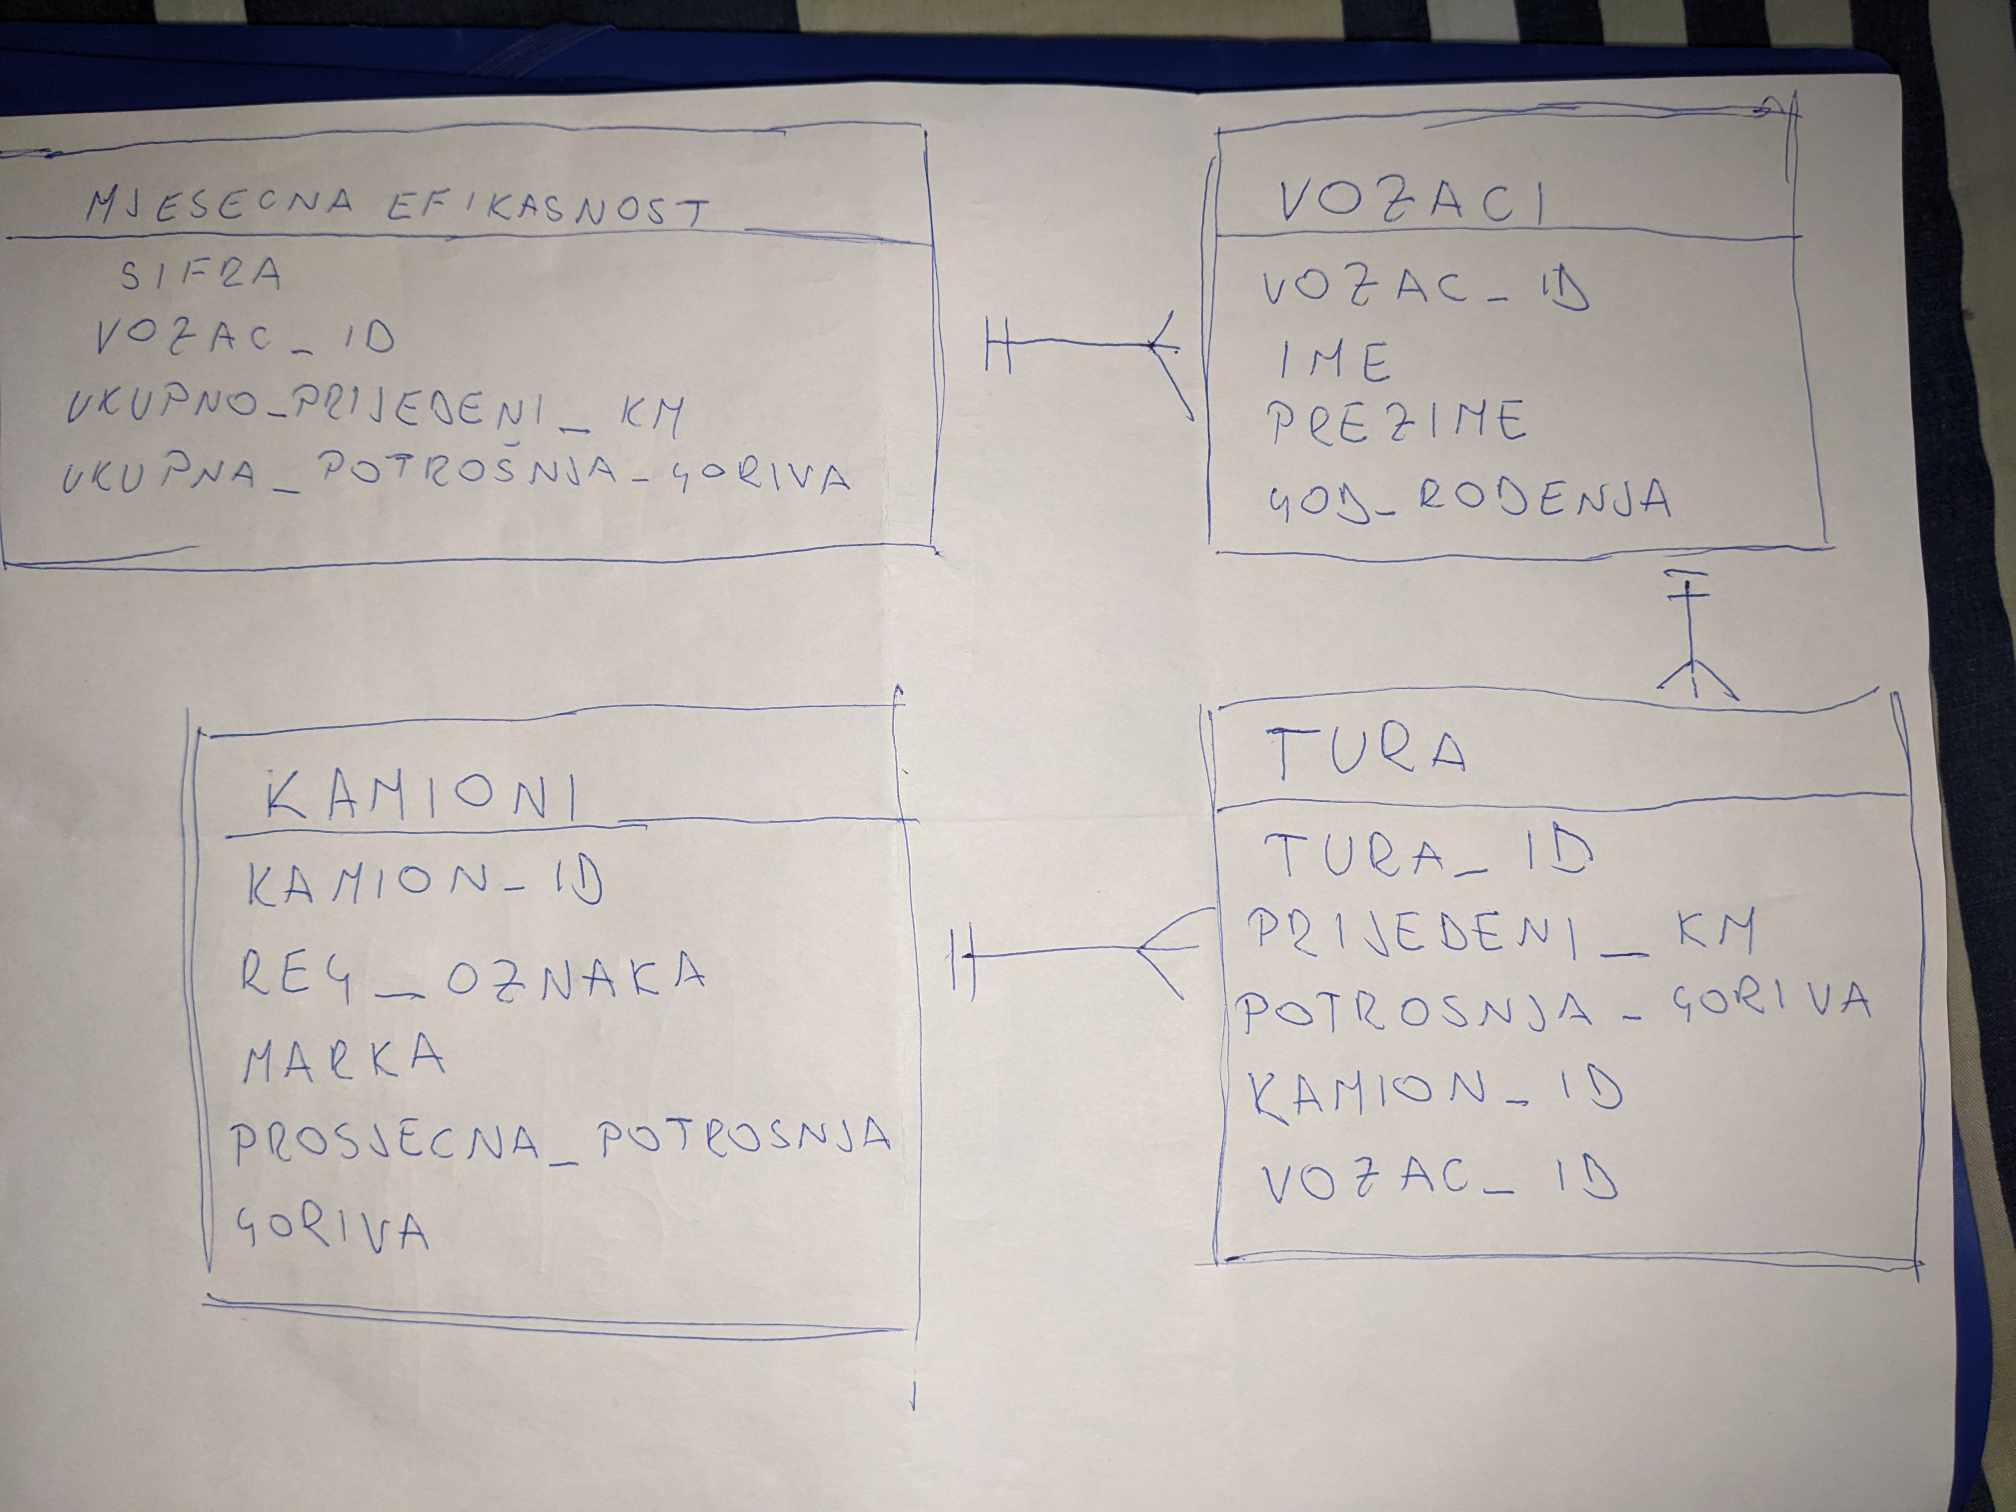 MJESECNA EFIKASNOST
SIFRA
VOZAC_ID
UKUPNO_PRIJEDENI_KM
UKUPNA_POTROŠNJA_GORIVA
VOZACI
VOZAC_ID
IME
PREZIME
GOD_RODENJA
KAMIONI
KAMION_ID
REG_OZNAKA
MARKA
PROSJECNA_POTROSNJA
GORIVA
TURA
TURA_ID
PRIJEDENI_KM
POTROSNJA_GORIVA
KAMION_ID
VOZAC_ID